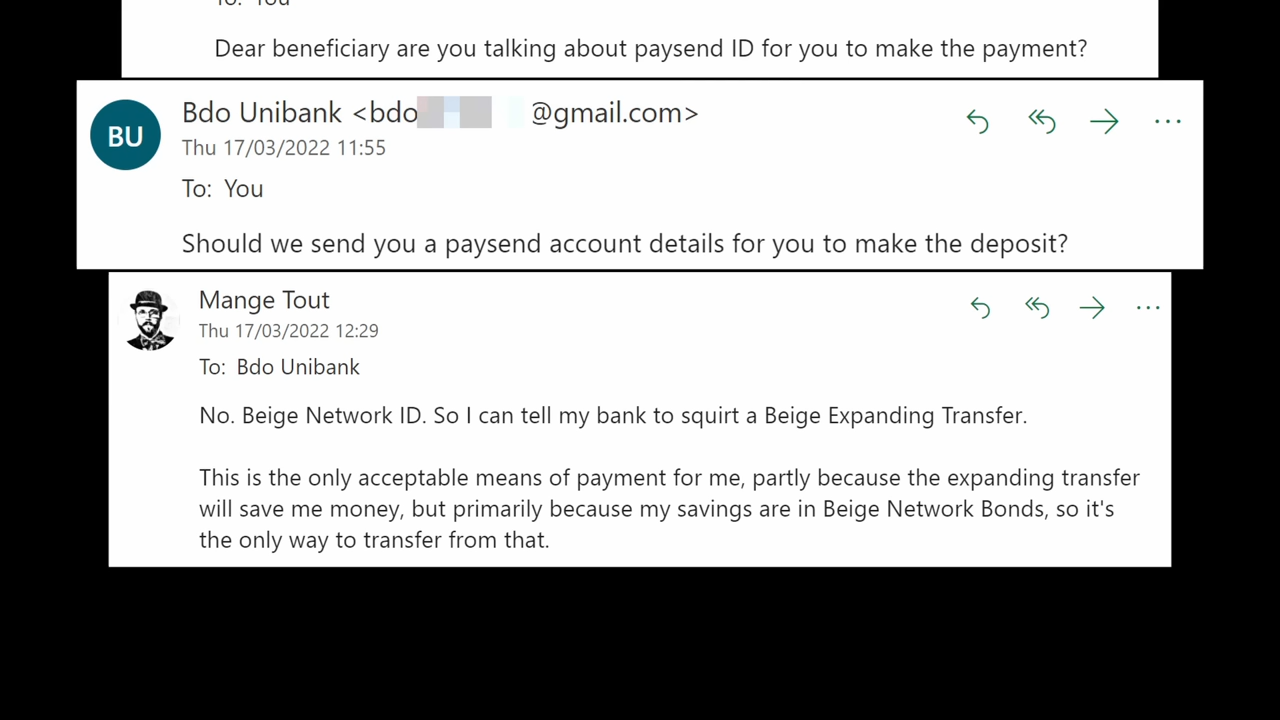 To: You
Dear beneficiary are you talking about paysend ID for you to make the payment?
BU
Bdo Unibank <bdo @gmail.com>
Thu 17/03/2022 11:55
To: You
Should we send you a paysend account details for you to make the deposit?
Mange Tout
Thu 17/03/2022 12:29
To: Bdo Unibank
No. Beige Network ID. So I can tell my bank to squirt a Beige Expanding Transfer.
This is the only acceptable means of payment for me, partly because the expanding transfer
will save me money, but primarily because my savings are in Beige Network Bonds, so it's
the only way to transfer from that.